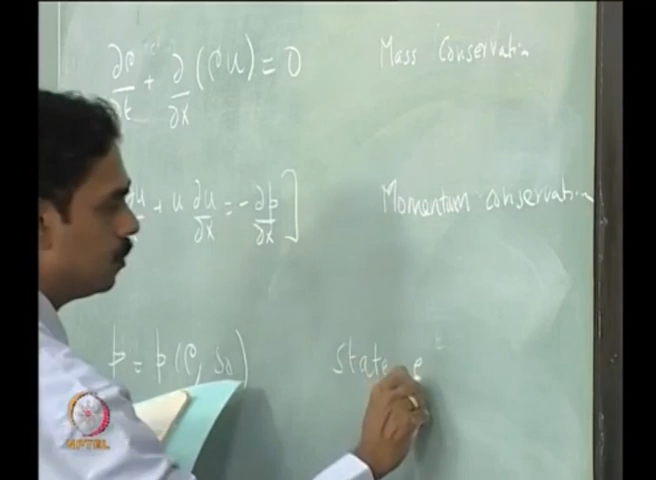 ∂ρ/∂t + ∂/∂x (ρu) = 0 Mass Conservation
∂u/∂t + u ∂u/∂x = -∂p/∂x ] Momentum conservation
p = p (ρ, s₀) State e
NPTEL